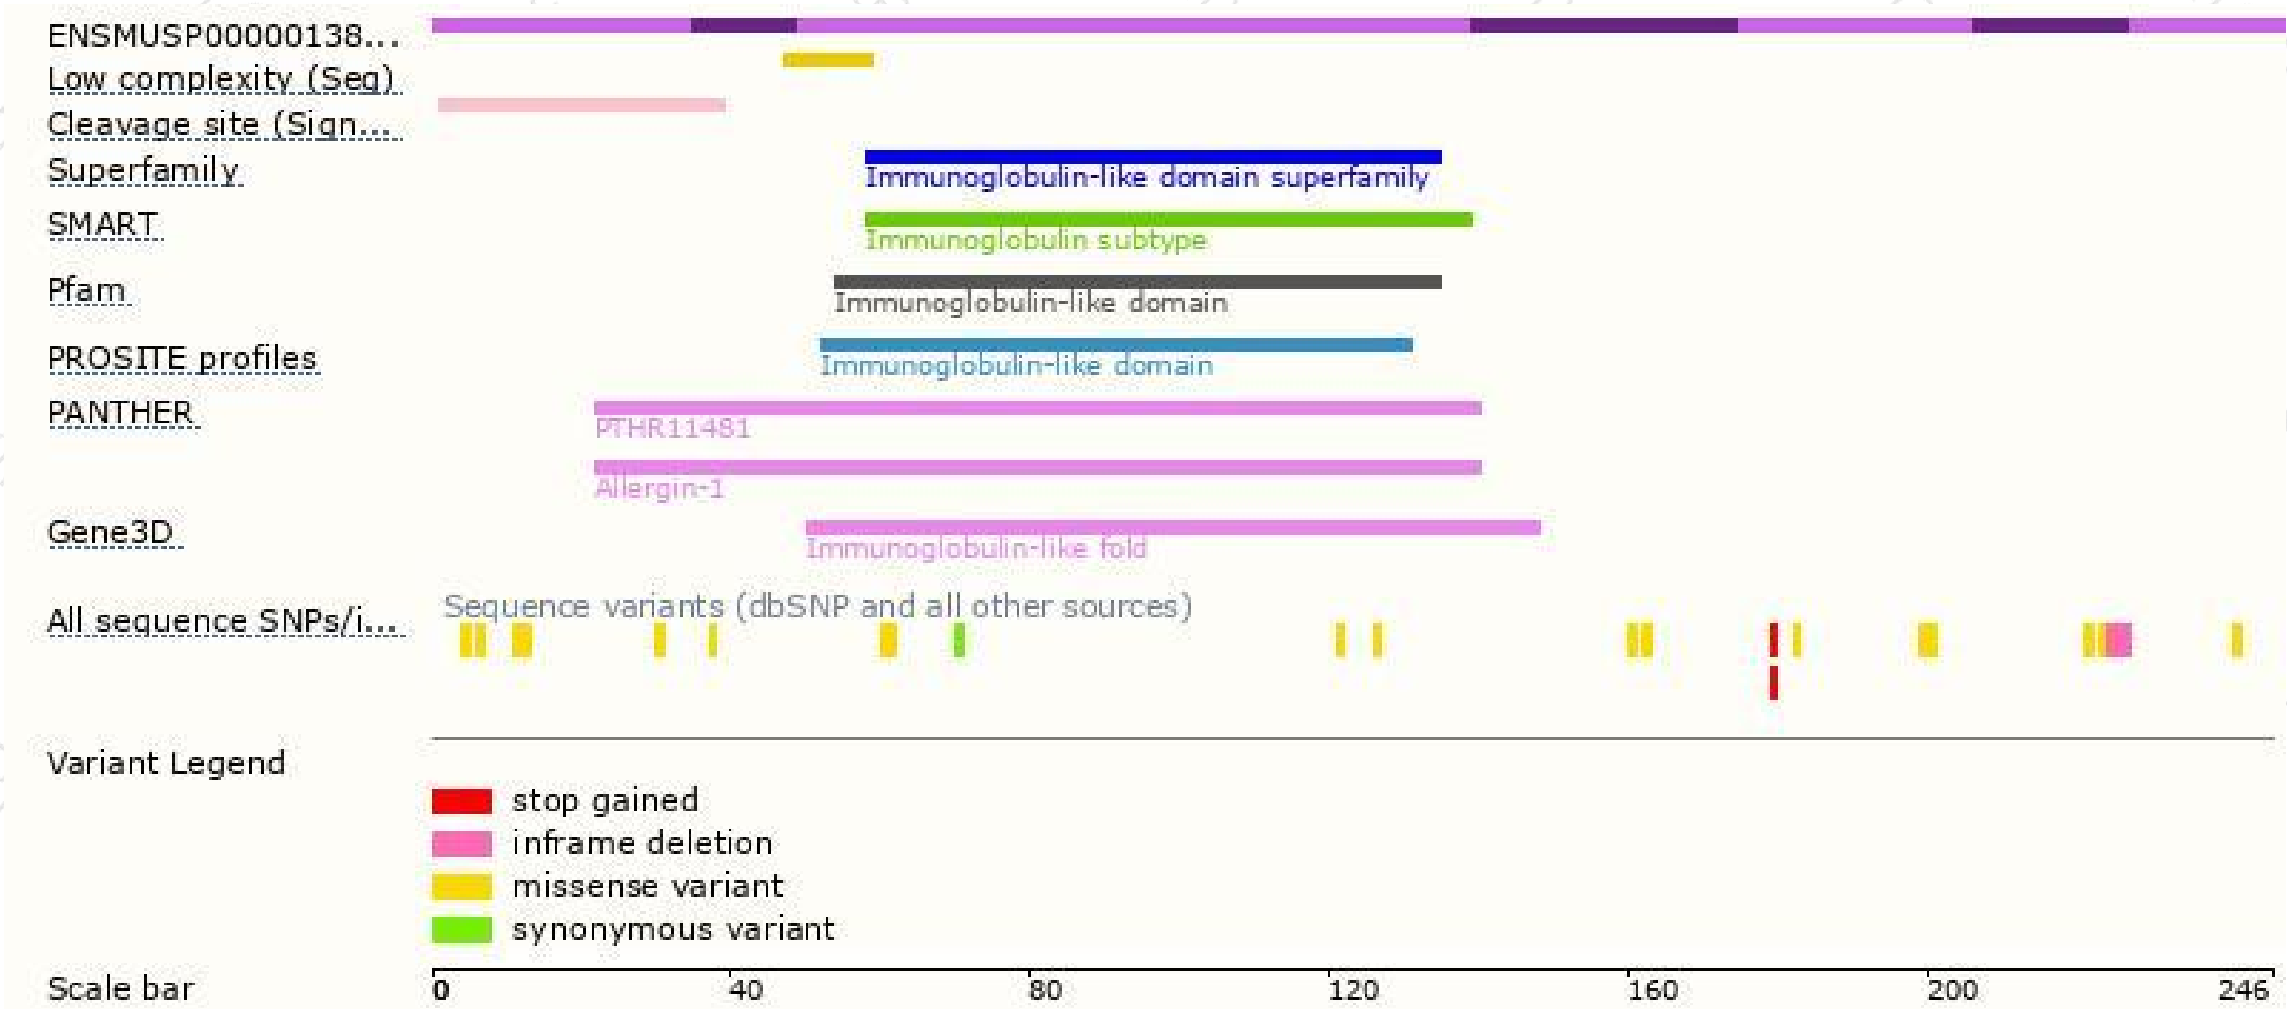 ENSMUSP00000138...
Low complexity (Seg)
Cleavage site (Sign...
Superfamily
Immunoglobulin-like domain superfamily
SMART
Immunoglobulin subtype
Pfam
Immunoglobulin-like domain
PROSITE profiles
Immunoglobulin-like domain
PANTHER
PTHR11481
Allergin-1
Gene3D
Immunoglobulin-like fold
All sequence SNPs/i...
Sequence variants (dbSNP and all other sources)
Variant Legend
stop gained
inframe deletion
missense variant
synonymous variant
Scale bar
0 40 80 120 160 200 246